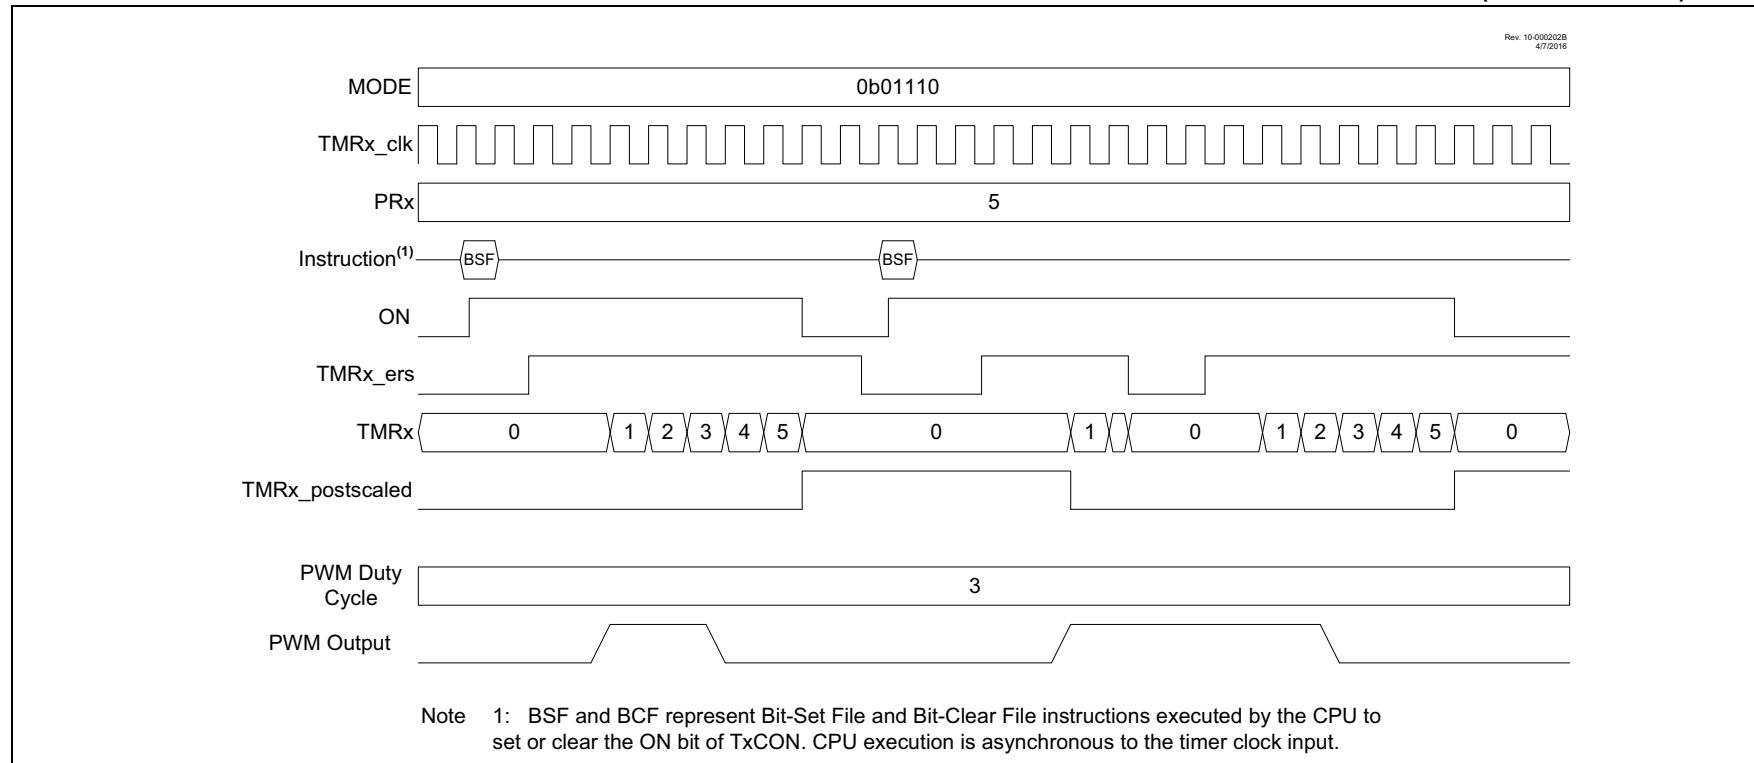 Rev. 10-000202B
4/7/2016
MODE 0b01110
TMRx_clk
PRx 5
Instruction(1) BSF BSF
ON
TMRx_ers
TMRx 0 1 2 3 4 5 0 1 0 1 2 3 4 5 0
TMRx_postscaled
PWM Duty
Cycle 3
PWM Output
Note 1: BSF and BCF represent Bit-Set File and Bit-Clear File instructions executed by the CPU to
set or clear the ON bit of TxCON. CPU execution is asynchronous to the timer clock input.